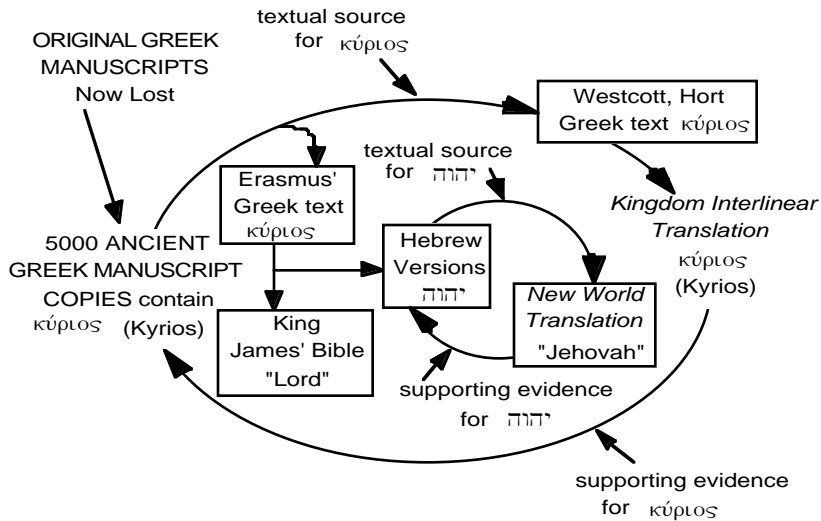 textual source
for κύριος
ORIGINAL GREEK
MANUSCRIPTS
Now Lost
Westcott, Hort
Greek text κύριος
textual source
for יהוה
Erasmus'
Greek text
κύριος
Kingdom Interlinear
Translation
κύριος
(Kyrios)
5000 ANCIENT
GREEK MANUSCRIPT
COPIES contain
κύριος (Kyrios)
Hebrew
Versions
יהוה
New World
Translation
"Jehovah"
King
James' Bible
"Lord"
supporting evidence
for יהוה
supporting evidence
for κύριος